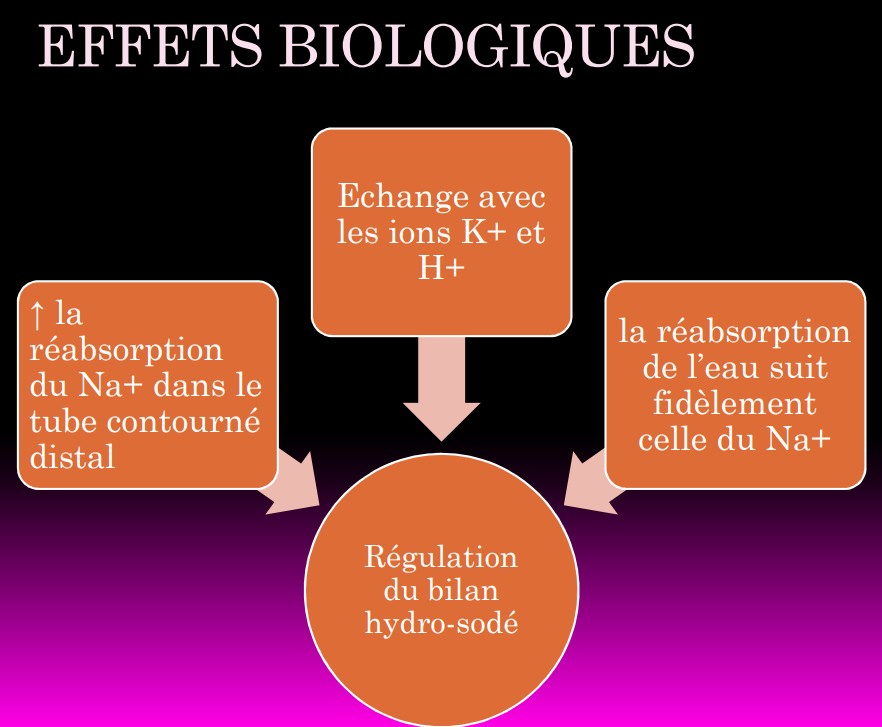 EFFETS BIOLOGIQUES
Echange avec
les ions K+ et
H+
↑ la
réabsorption
du Na+ dans le
tube contourné
distal
la réabsorption
de l'eau suit
fidèlement
celle du Na+
Régulation
du bilan
hydro-sodé